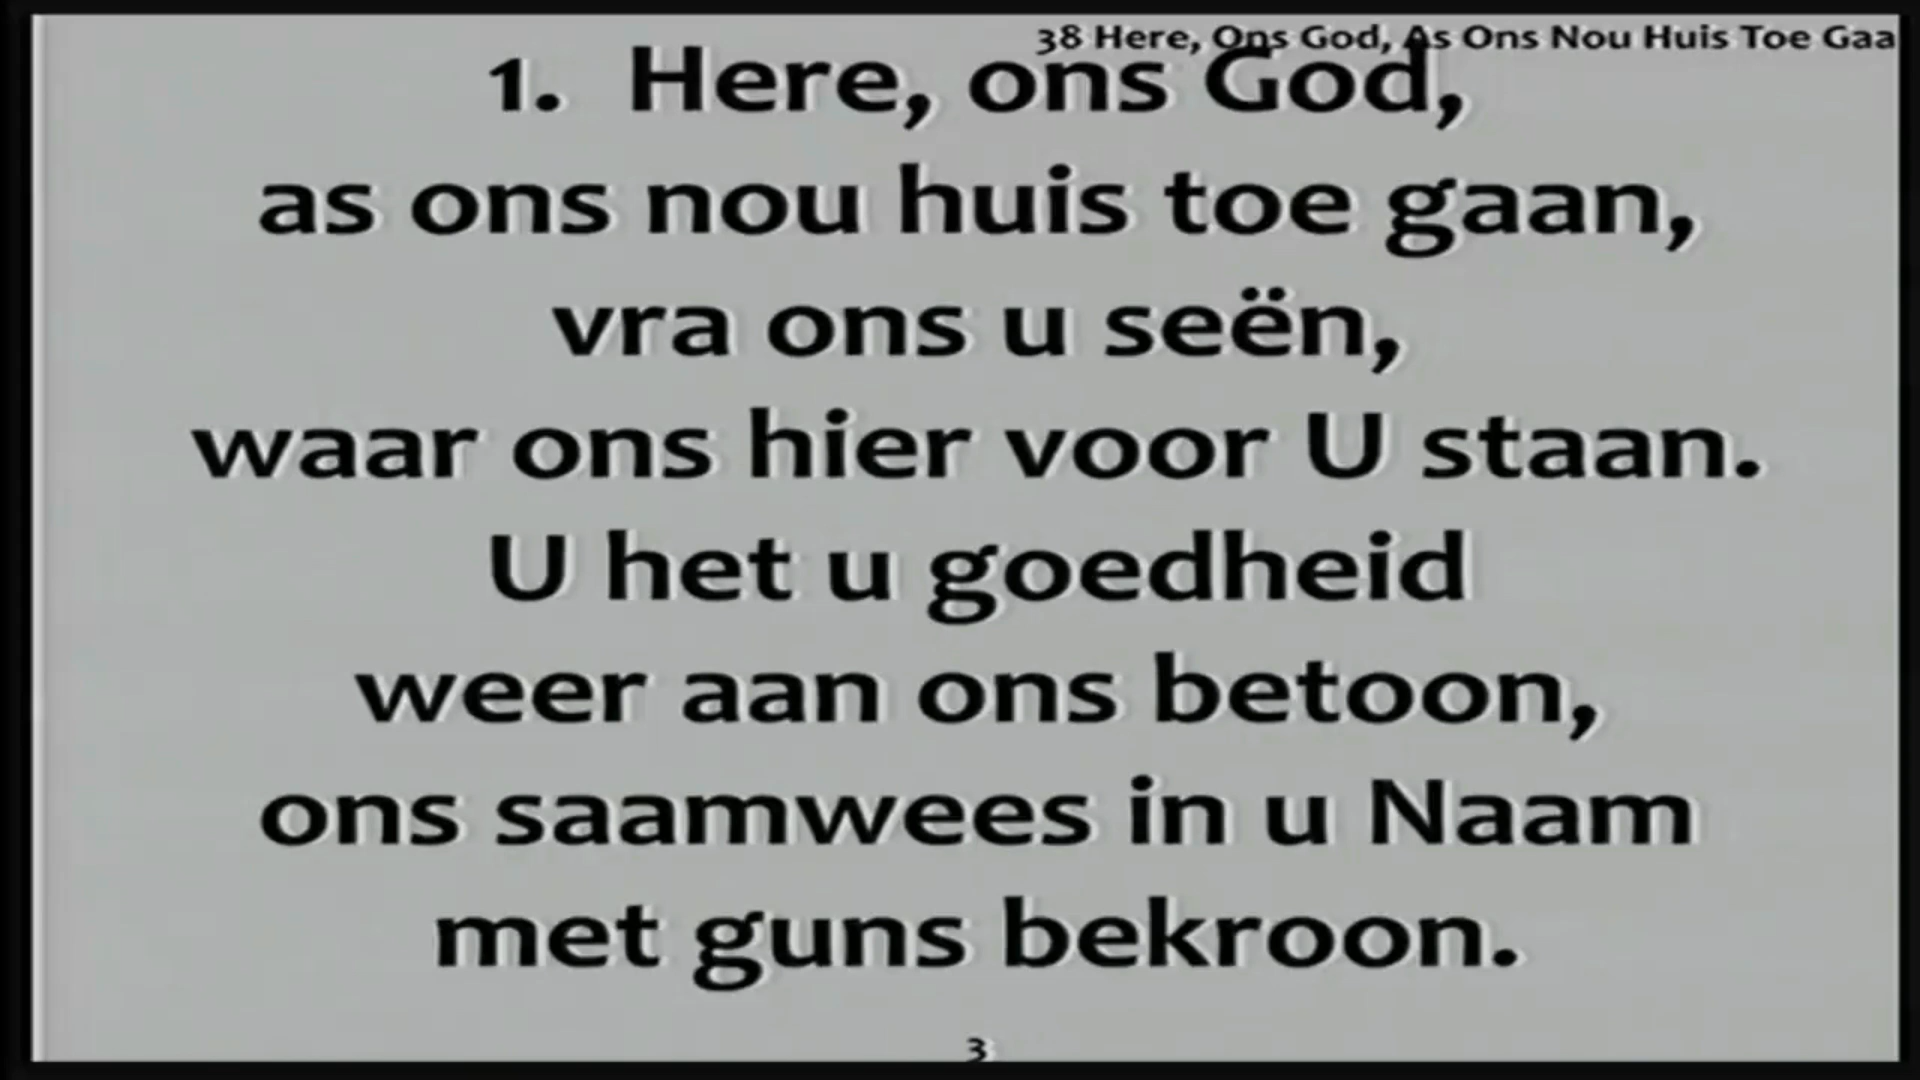 38 Here, Ons God, As Ons Nou Huis Toe Gaa
1. Here, ons God,
as ons nou huis toe gaan,
vra ons u seën,
waar ons hier voor U staan.
U het u goedheid
weer aan ons betoon,
ons saamwees in u Naam
met guns bekroon.
3